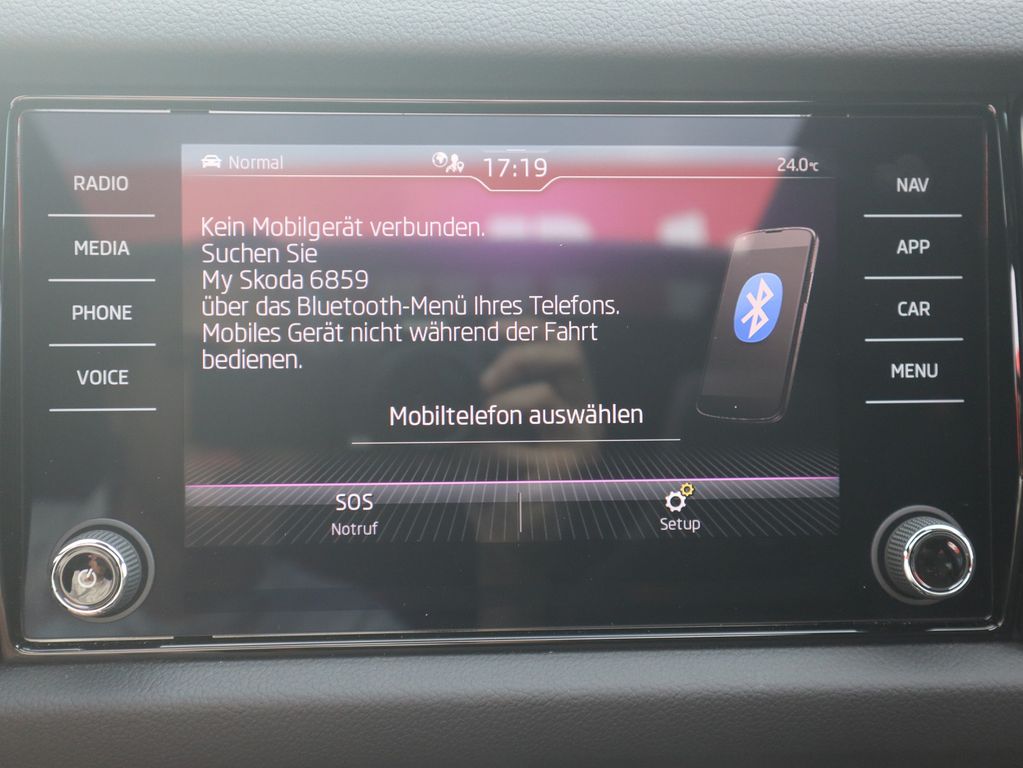 Normal
17:19
24.0°C
RADIO
MEDIA
PHONE
VOICE
Kein Mobilgerät verbunden.
Suchen Sie
My Skoda 6859
über das Bluetooth-Menü Ihres Telefons.
Mobiles Gerät nicht während der Fahrt
bedienen.
Mobiltelefon auswählen
SOS
Notruf
Setup
NAV
APP
CAR
MENU